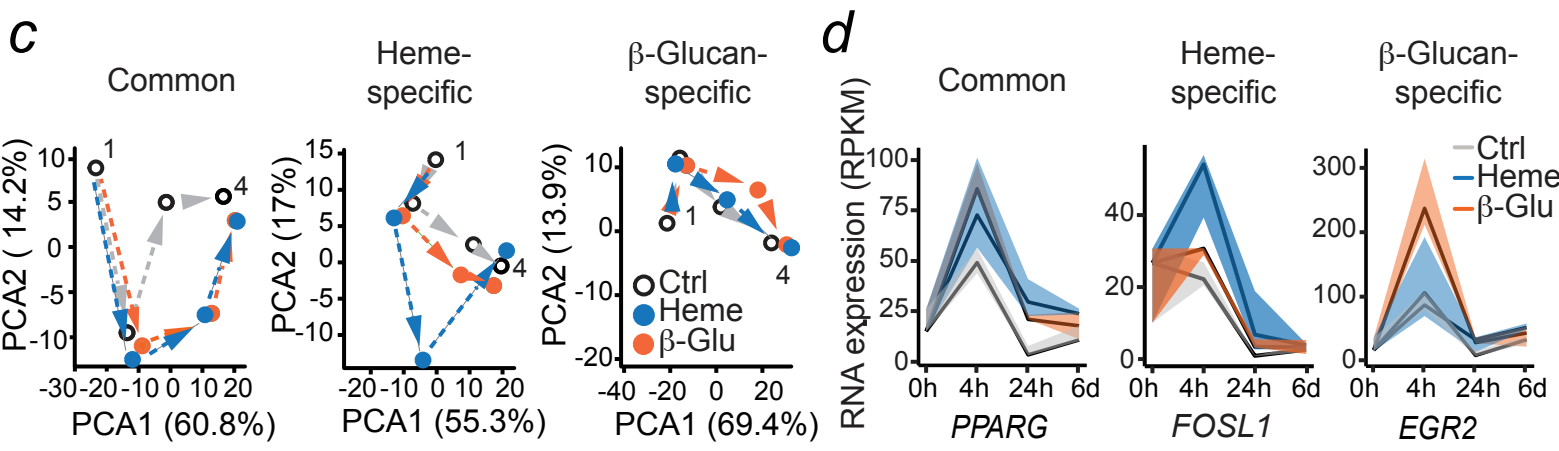 c
Common
Heme-
specific
β-Glucan-
specific
PCA2 ( 14.2%)
10
5
0
-5
-10
1
4
-30 -20 -10 0 10 20
PCA1 (60.8%)
PCA2 (17%)
15
10
5
0
-5
-10
1
4
-20 -10 0 10 20
PCA1 (55.3%)
PCA2 (13.9%)
10
0
-10
-20
1
4
Ctrl
Heme
β-Glu
-40 -20 0 20
PCA1 (69.4%)
d
Common
Heme-
specific
β-Glucan-
specific
RNA expression (RPKM)
100
75
50
25
0
0h 4h 24h 6d
PPARG
40
20
0
0h 4h 24h 6d
FOSL1
300
200
100
0
Ctrl
Heme
β-Glu
0h 4h 24h 6d
EGR2